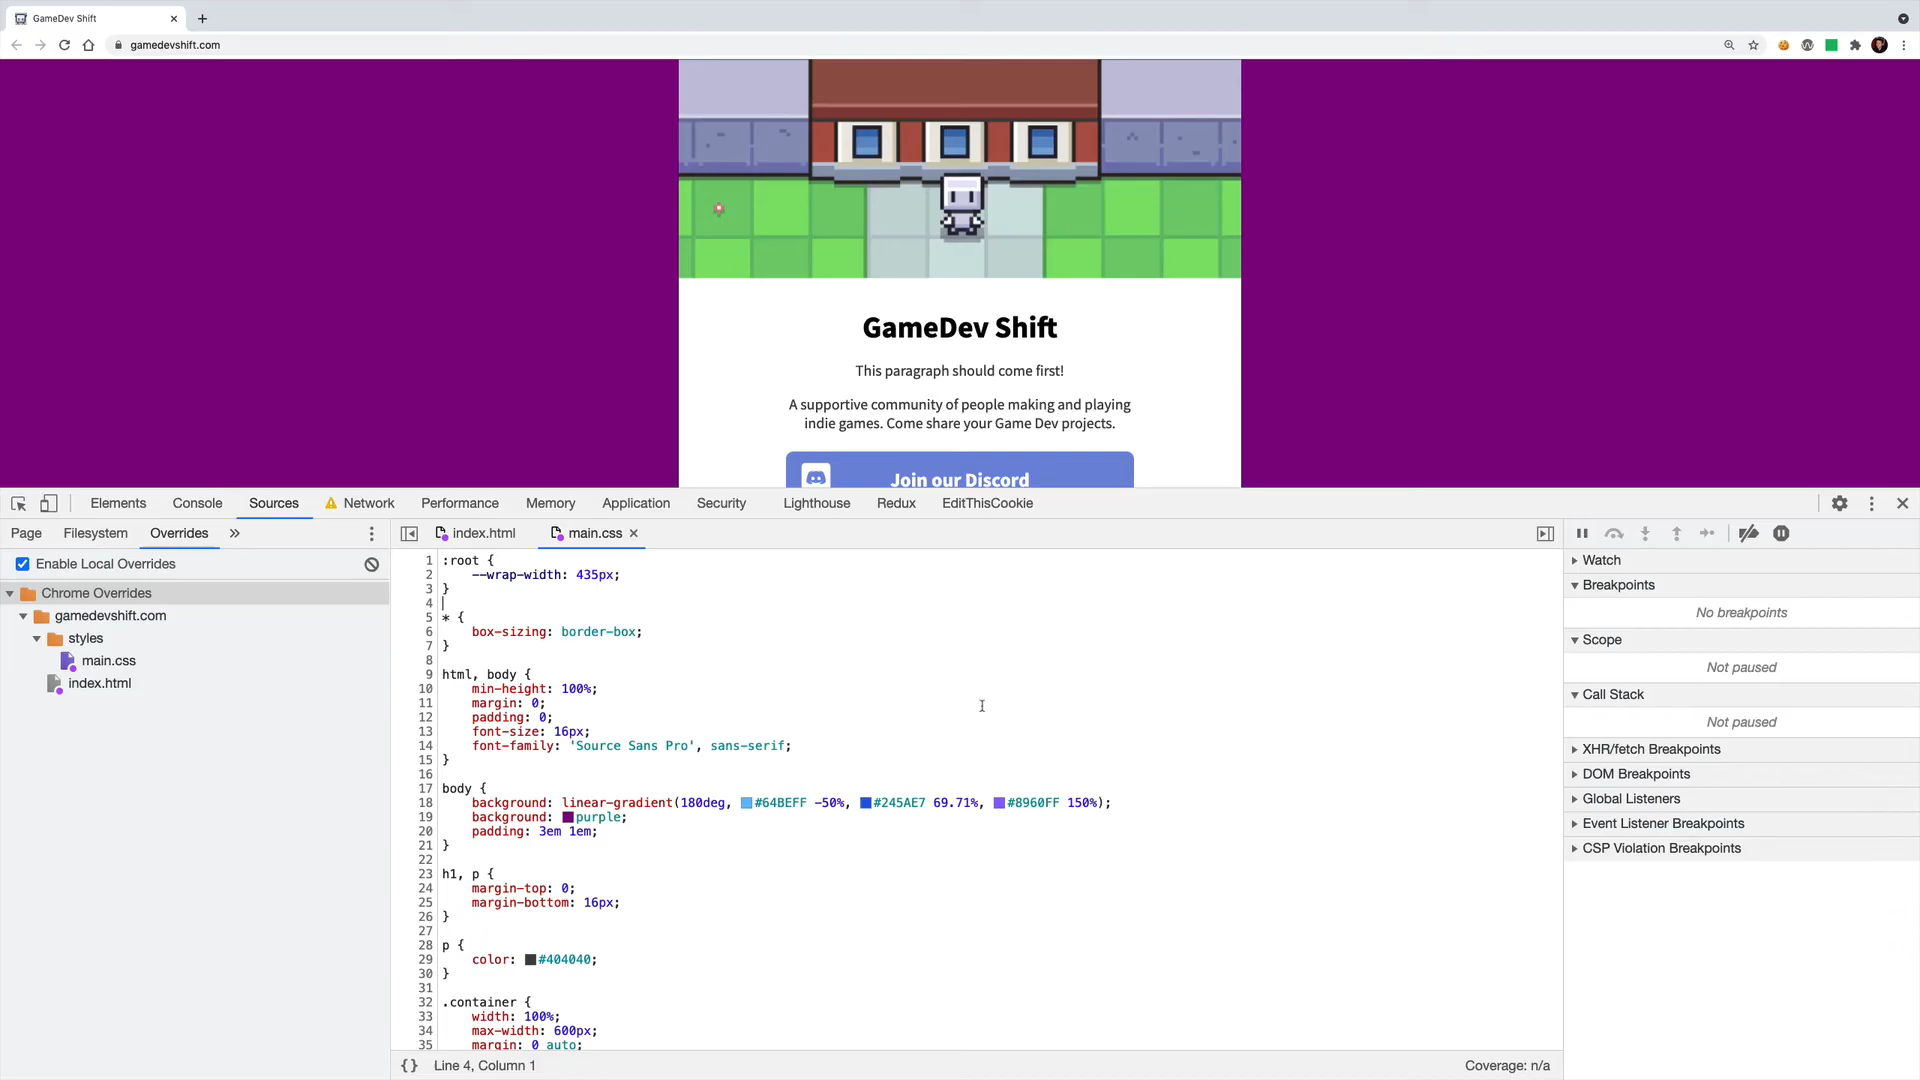 GameDev Shift
gamedevshift.com
GameDev Shift
This paragraph should come first!
A supportive community of people making and playing
indie games. Come share your Game Dev projects.
Join our Discord
Elements Console Sources Network Performance Memory Application Security Lighthouse Redux EditThisCookie
Page Filesystem Overrides
index.html main.css
Enable Local Overrides
Chrome Overrides
gamedevshift.com
styles
main.css
index.html
1 :root {
2 --wrap-width: 435px;
3 }
4
5 * {
6 box-sizing: border-box;
7 }
8
9 html, body {
10 min-height: 100%;
11 margin: 0;
12 padding: 0;
13 font-size: 16px;
14 font-family: 'Source Sans Pro', sans-serif;
15 }
16
17 body {
18 background: linear-gradient(180deg, #64BEFF -50%, #245AE7 69.71%, #8960FF 150%);
19 background: purple;
20 padding: 3em 1em;
21 }
22
23 h1, p {
24 margin-top: 0;
25 margin-bottom: 16px;
26 }
27
28 p {
29 color: #404040;
30 }
31
32 .container {
33 width: 100%;
34 max-width: 600px;
35 margin: 0 auto;
{} Line 4, Column 1
Coverage: n/a
Watch
Breakpoints
No breakpoints
Scope
Not paused
Call Stack
Not paused
XHR/fetch Breakpoints
DOM Breakpoints
Global Listeners
Event Listener Breakpoints
CSP Violation Breakpoints